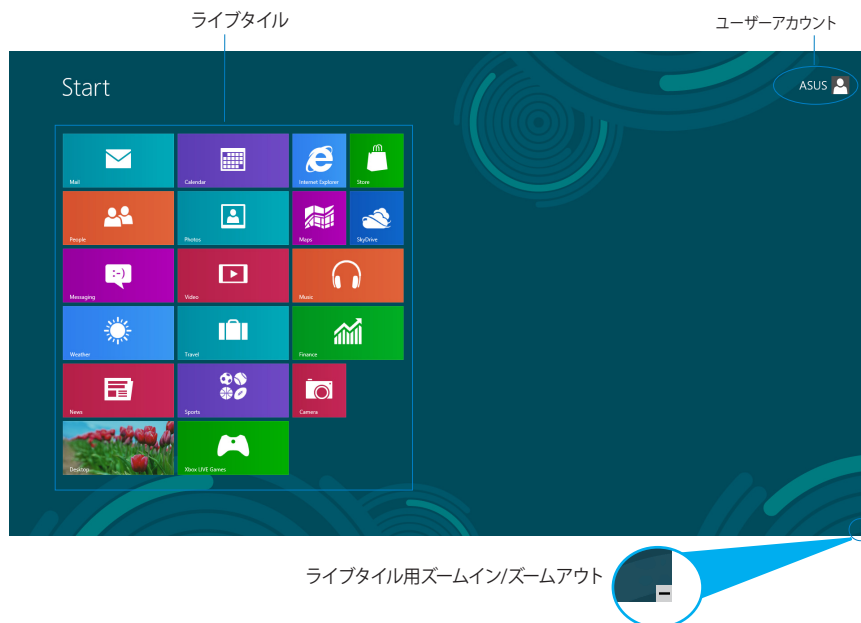 ライブタイル
ユーザーアカウント
Start
ASUS
Mail
Calendar
Internet Explorer
Store
People
Photos
Maps
SkyDrive
Messaging
Video
Music
Weather
Travel
Finance
News
Sports
Camera
Desktop
Xbox LIVE Games
ライブタイル用ズームイン/ズームアウト